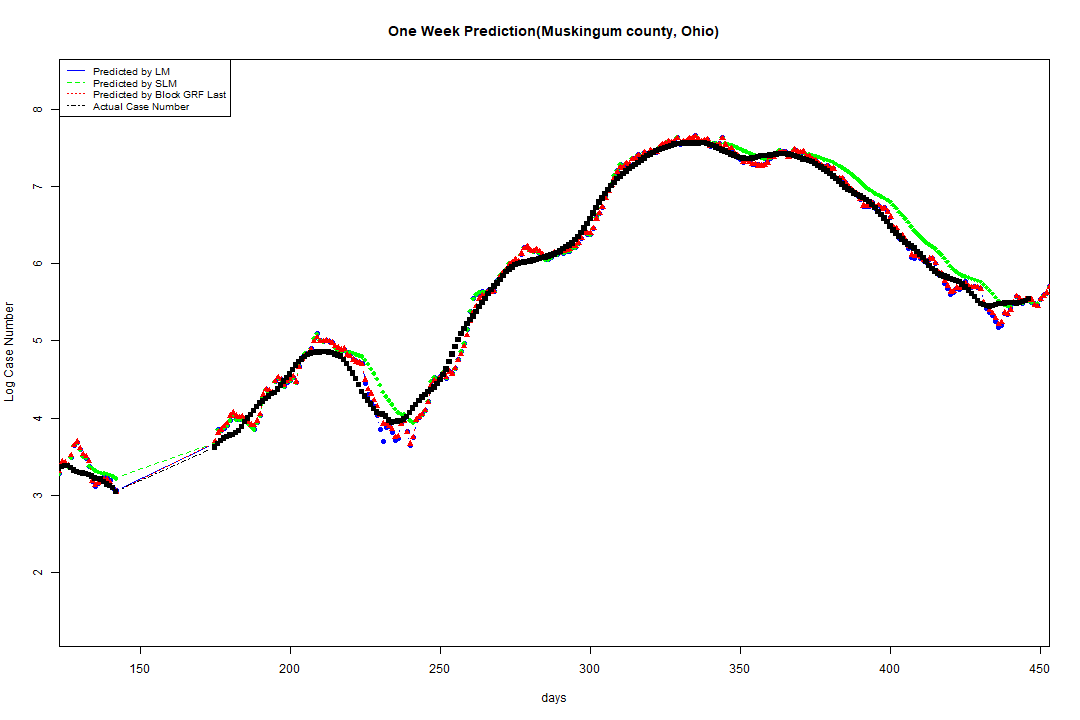 One Week Prediction(Muskingum county, Ohio)
Predicted by LM
Predicted by SLM
Predicted by Block GRF Last
Actual Case Number
8
7
6
5
4
3
2
Log Case Number
150 200 250 300 350 400 450
days